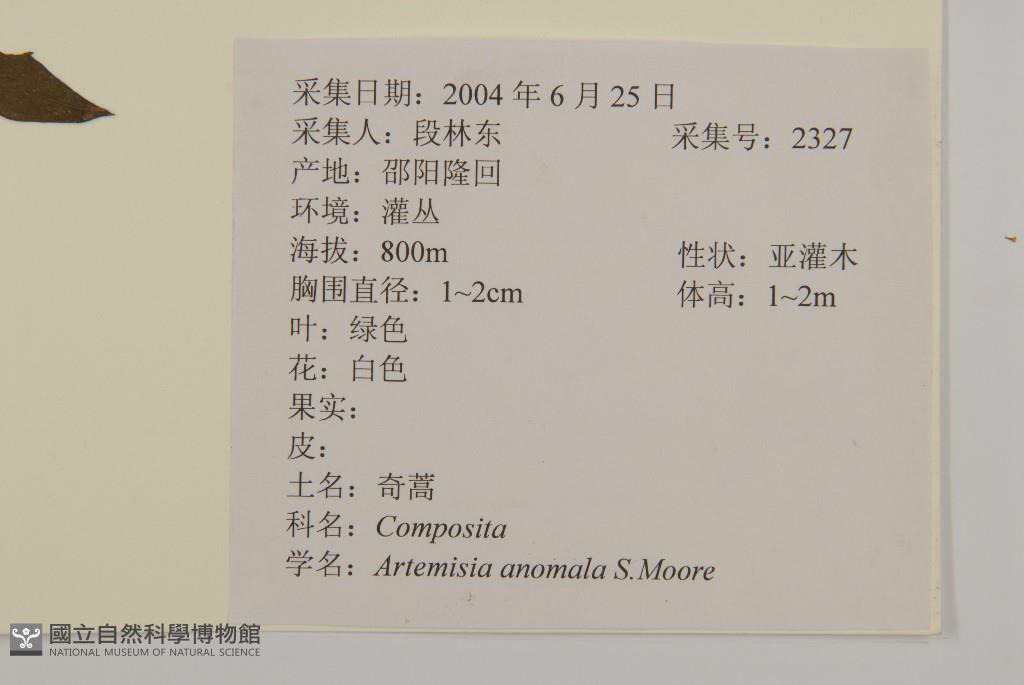 采集日期：2004 年 6 月 25 日
采集人：段林东 采集号：2327
产地：邵阳隆回
环境：灌丛
海拔：800m 性状：亚灌木
胸围直径：1~2cm 体高：1~2m
叶：绿色
花：白色
果实：
皮：
土名：奇蒿
科名：Composita
学名：Artemisia anomala S.Moore
國立自然科學博物館
NATIONAL MUSEUM OF NATURAL SCIENCE